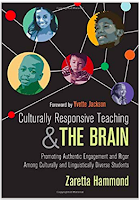 Foreword by Yvette Jackson
Culturally Responsive Teaching
& THE BRAIN
Promoting Authentic Engagement and Rigor
Among Culturally and Linguistically Diverse Students
Zaretta Hammond